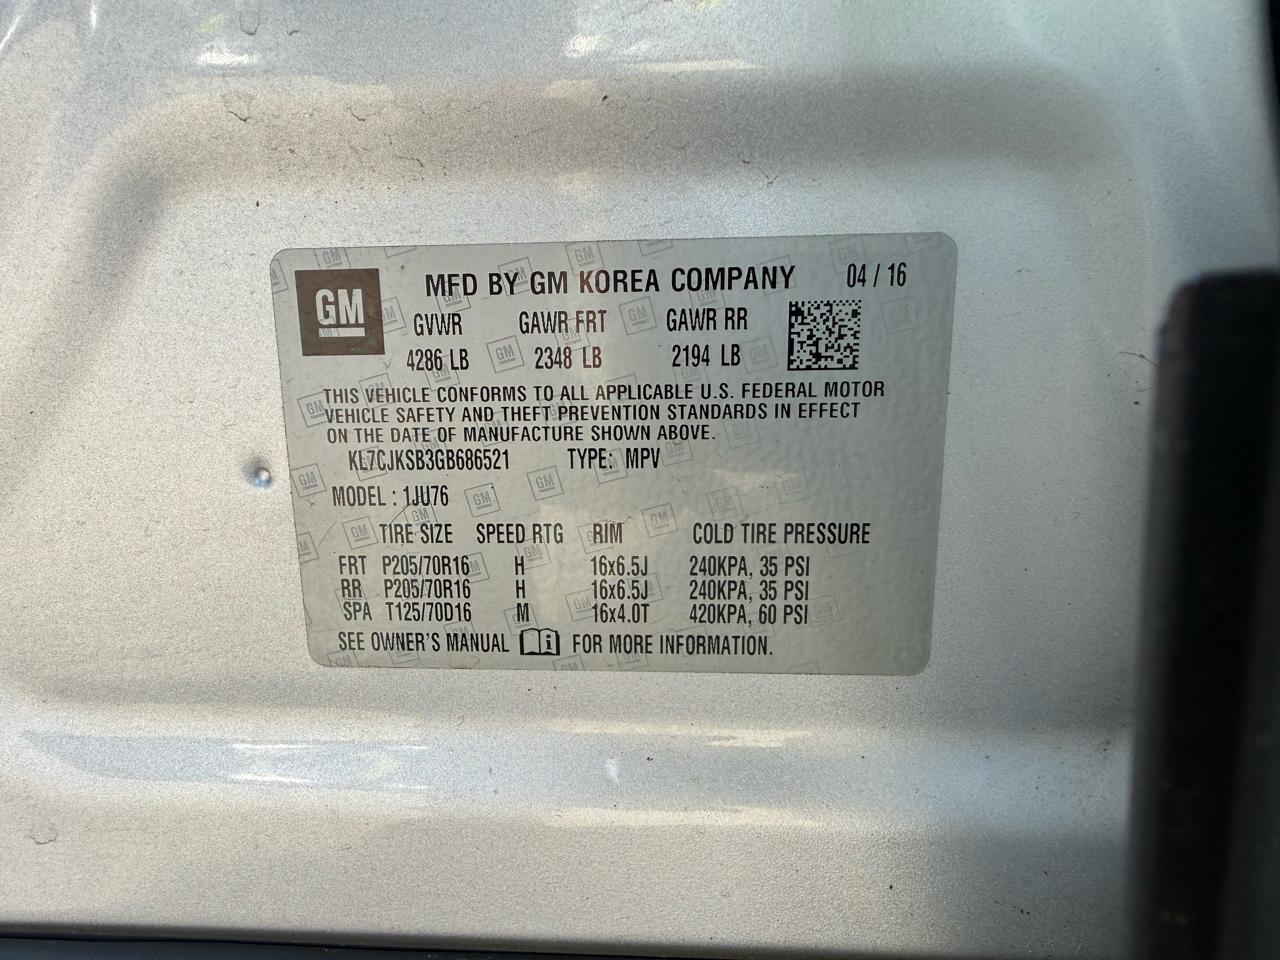 GM
MFD BY GM KOREA COMPANY 04 / 16
GVWR GAWR FRT GAWR RR
4286 LB 2348 LB 2194 LB
THIS VEHICLE CONFORMS TO ALL APPLICABLE U.S. FEDERAL MOTOR
VEHICLE SAFETY AND THEFT PREVENTION STANDARDS IN EFFECT
ON THE DATE OF MANUFACTURE SHOWN ABOVE.
KL7CJKSB3GB686521 TYPE: MPV
MODEL : 1JU76
TIRE SIZE SPEED RTG RIM COLD TIRE PRESSURE
FRT P205/70R16 H 16x6.5J 240KPA, 35 PSI
RR P205/70R16 H 16x6.5J 240KPA, 35 PSI
SPA T125/70D16 M 16x4.0T 420KPA, 60 PSI
SEE OWNER'S MANUAL i FOR MORE INFORMATION.